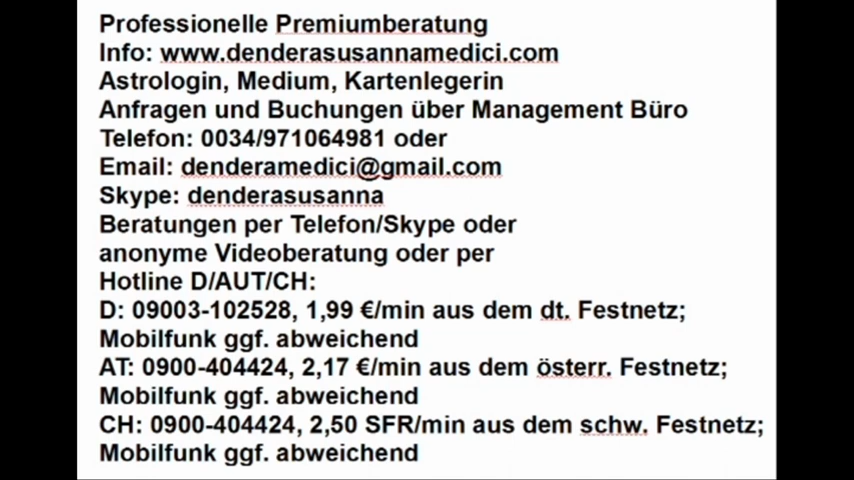 Professionelle Premiumberatung
Info: www.denderasusannamedici.com
Astrologin, Medium, Kartenlegerin
Anfragen und Buchungen über Management Büro
Telefon: 0034/971064981 oder
Email: denderamedici@gmail.com
Skype: denderasusanna
Beratungen per Telefon/Skype oder
anonyme Videoberatung oder per
Hotline D/AUT/CH:
D: 09003-102528, 1,99 €/min aus dem dt. Festnetz;
Mobilfunk ggf. abweichend
AT: 0900-404424, 2,17 €/min aus dem österr. Festnetz;
Mobilfunk ggf. abweichend
CH: 0900-404424, 2,50 SFR/min aus dem schw. Festnetz;
Mobilfunk ggf. abweichend